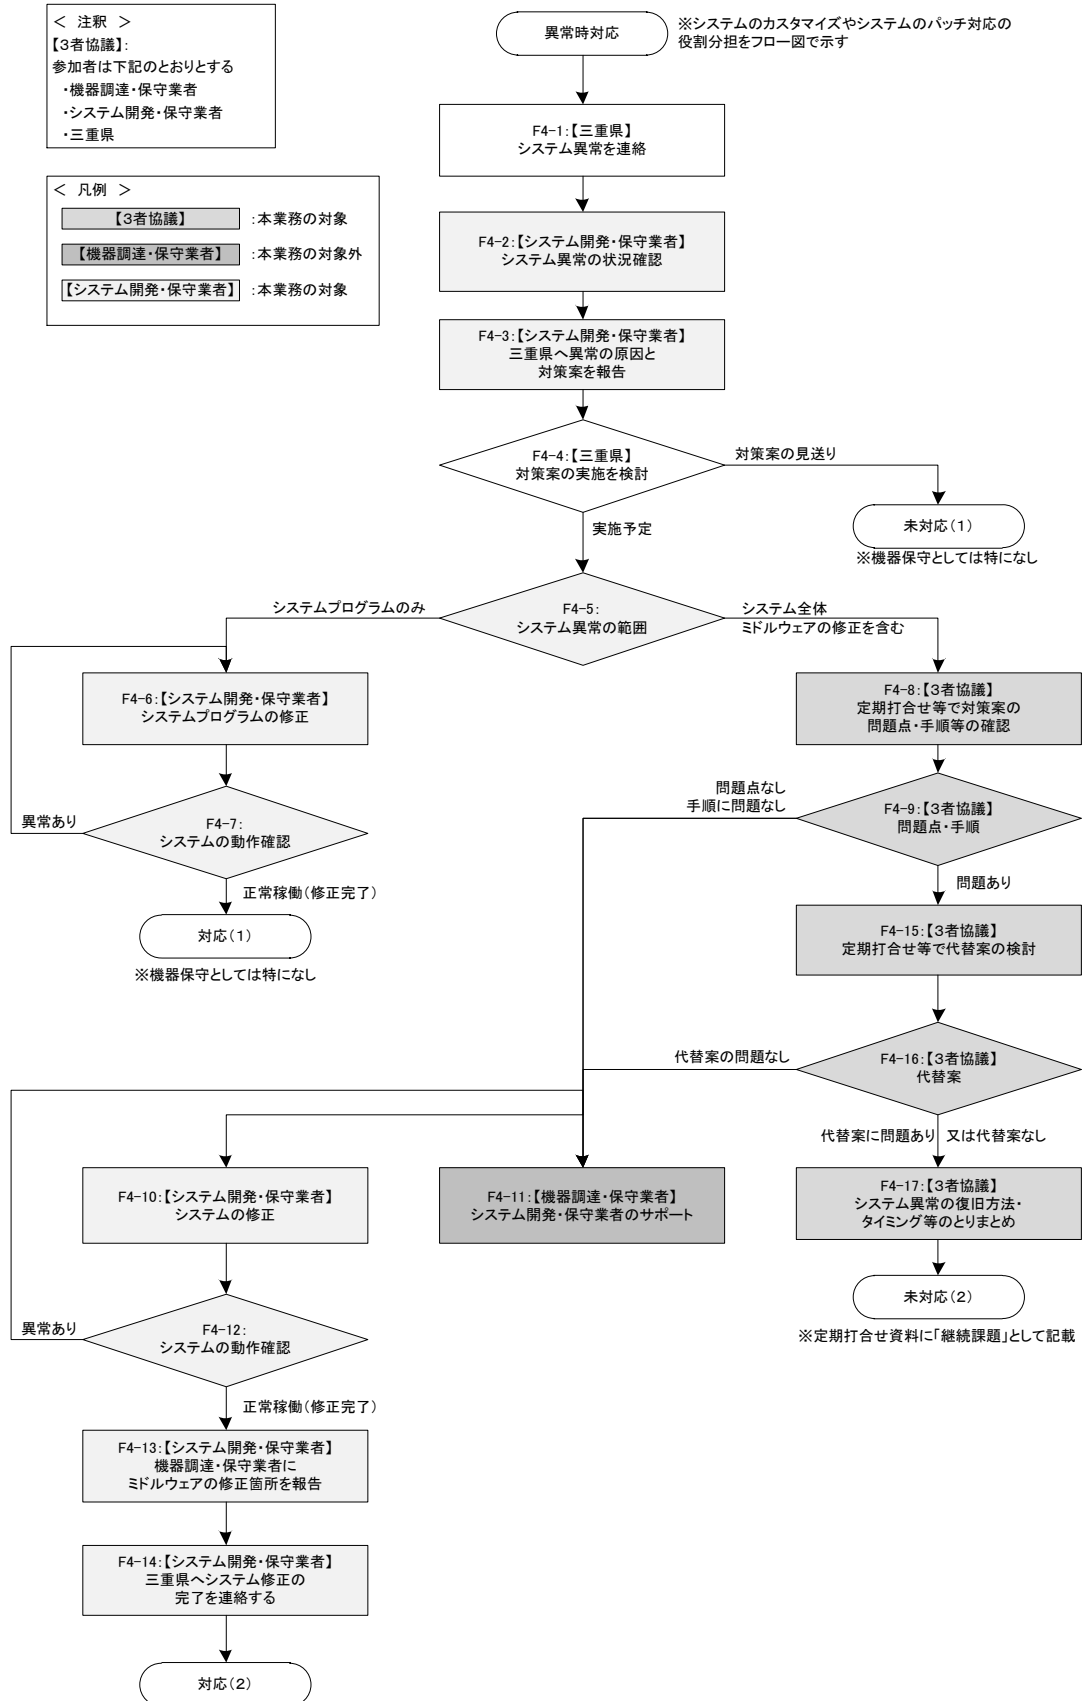 ＜ 注釈 ＞
【3者協議】：
参加者は下記のとおりとする
・機器調達・保守業者
・システム開発・保守業者
・三重県
＜ 凡例 ＞
【3者協議】 ：本業務の対象
【機器調達・保守業者】 ：本業務の対象外
【システム開発・保守業者】 ：本業務の対象
異常時対応
※システムのカスタマイズやシステムのパッチ対応の
役割分担をフロー図で示す
F4-1：【三重県】
システム異常を連絡
F4-2：【システム開発・保守業者】
システム異常の状況確認
F4-3：【システム開発・保守業者】
三重県へ異常の原因と
対策案を報告
F4-4：【三重県】
対策案の実施を検討
対策案の見送り
未対応（1）
※機器保守としては特になし
実施予定
F4-5：
システム異常の範囲
システムプログラムのみ
システム全体
ミドルウェアの修正を含む
F4-6：【システム開発・保守業者】
システムプログラムの修正
F4-7：
システムの動作確認
異常あり
正常稼働（修正完了）
対応（1）
※機器保守としては特になし
F4-8：【3者協議】
定期打合せ等で対策案の
問題点・手順等の確認
問題点なし
手順に問題なし
F4-9：【3者協議】
問題点・手順
問題あり
F4-15：【3者協議】
定期打合せ等で代替案の検討
代替案の問題なし
F4-16：【3者協議】
代替案
代替案に問題あり 又は代替案なし
F4-10：【システム開発・保守業者】
システムの修正
F4-11：【機器調達・保守業者】
システム開発・保守業者のサポート
F4-17：【3者協議】
システム異常の復旧方法・
タイミング等のとりまとめ
未対応（2）
※定期打合せ資料に「継続課題」として記載
異常あり
F4-12：
システムの動作確認
正常稼働（修正完了）
F4-13：【システム開発・保守業者】
機器調達・保守業者に
ミドルウェアの修正箇所を報告
F4-14：【システム開発・保守業者】
三重県へシステム修正の
完了を連絡する
対応（2）